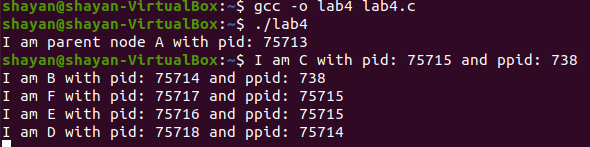 shayan@shayan-VirtualBox:~$ gcc -o lab4 lab4.c
shayan@shayan-VirtualBox:~$ ./lab4
I am parent node A with pid: 75713
shayan@shayan-VirtualBox:~$ I am C with pid: 75715 and ppid: 738
I am B with pid: 75714 and ppid: 738
I am F with pid: 75717 and ppid: 75715
I am E with pid: 75716 and ppid: 75715
I am D with pid: 75718 and ppid: 75714